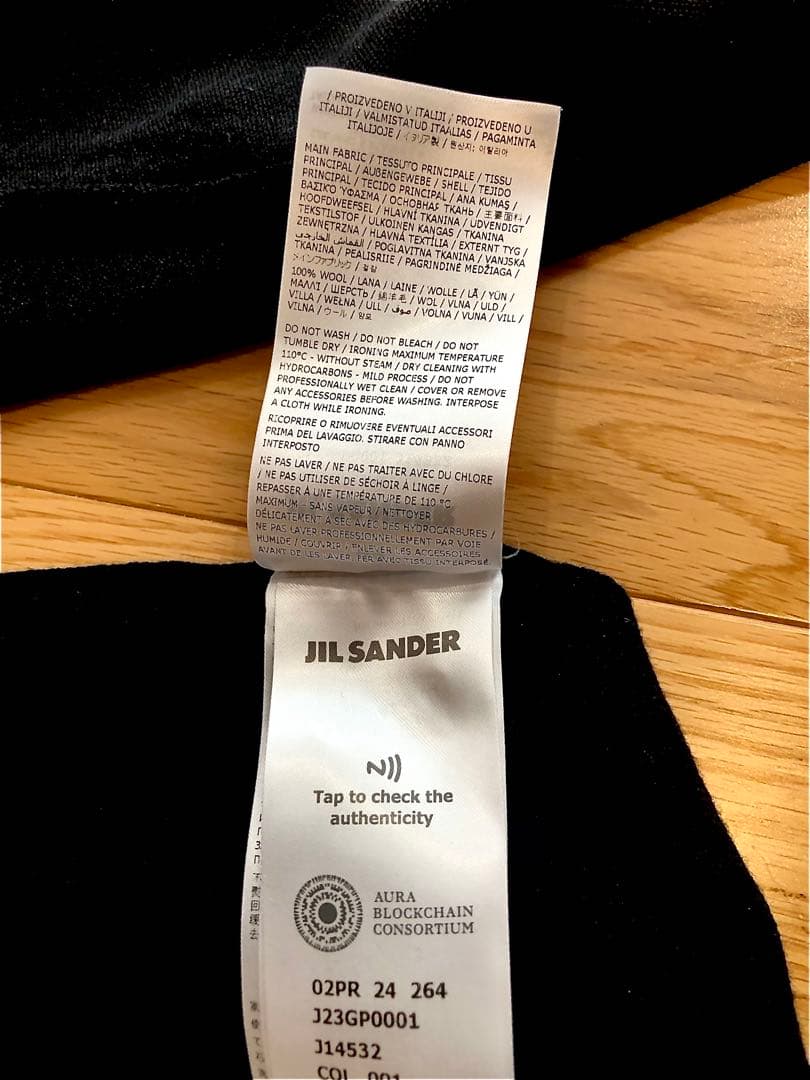 / PROIZVEDENO V ITALIJI / PROIZVEDENO U
ITALIJI / VALMISTATUD ITAALIAS / PAGAMINTA
ITALIJOJE / イタリア製 / 원산지: 이탈리아
MAIN FABRIC / TESSUTO PRINCIPALE / TISSU
PRINCIPAL / AUßENGEWEBE / SHELL / TEJIDO
PRINCIPAL / TECIDO PRINCIPAL / ANA KUMAŞ /
ΒΑΣΙΚΌ ΎΦΑΣΜΑ / ОСНОВНАЯ ТКАНЬ / 主要面料 /
HOOFDWEEFSEL / HLAVNÍ TKANINA / UDVENDIGT
TEKSTILSTOF / ULKOINEN KANGAS / TKANINA
ZEWNĘTRZNA / HLAVNÁ TEXTÍLIA / EXTERNT TYG /
القماش الخارجي / POGLAVITNA TKANINA / VANJSKA
TKANINA / PEALISRIIE / PAGRINDINĖ MEDŽIAGA /
メインファブリック / 겉감
100% WOOL / LANA / LAINE / WOLLE / LÃ / YÜN /
ΜΑΛΛΊ / ШЕРСТЬ / 绵羊毛 / WOL / VLNA / ULD /
VILLA / WEŁNA / ULL / صوف / VOLNA / VUNA / VILL /
VILNA / ウール / 양모
DO NOT WASH / DO NOT BLEACH / DO NOT
TUMBLE DRY / IRONING MAXIMUM TEMPERATURE
110°C - WITHOUT STEAM / DRY CLEANING WITH
HYDROCARBONS - MILD PROCESS / DO NOT
PROFESSIONALLY WET CLEAN / COVER OR REMOVE
ANY ACCESSORIES BEFORE WASHING. INTERPOSE
A CLOTH WHILE IRONING.
RICOPRIRE O RIMUOVERE EVENTUALI ACCESSORI
PRIMA DEL LAVAGGIO. STIRARE CON PANNO
INTERPOSTO
NE PAS LAVER / NE PAS TRAITER AVEC DU CHLORE
/ NE PAS UTILISER DE SÉCHOIR À LINGE /
REPASSER À UNE TEMPÉRATURE DE 110 °C
MAXIMUM - SANS VAPEUR / NETTOYER
DÉLICATEMENT À SEC AVEC DES HYDROCARBURES /
NE PAS LAVER PROFESSIONNELLEMENT PAR VOIE
HUMIDE / COUVRIR OU ENLEVER LES ACCESSOIRES
AVANT DE LES LAVER. FER AVEC TISSU INTERPOSÉ.
JIL SANDER
Tap to check the
authenticity
AURA
BLOCKCHAIN
CONSORTIUM
02PR 24 264
J23GP0001
J14532
COL 001